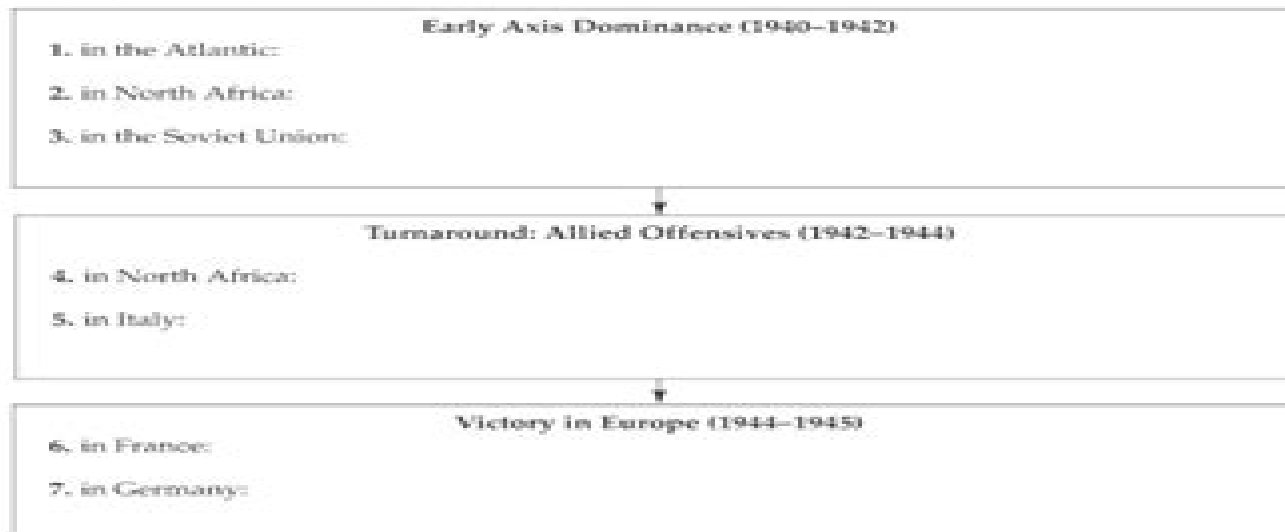 Early Axis Dominance (1940–1942)
1. in the Atlantic:
2. in North Africa:
3. in the Soviet Union:
Turnaround: Allied Offensives (1942–1944)
4. in North Africa:
5. in Italy:
Victory in Europe (1944–1945)
6. in France:
7. in Germany: